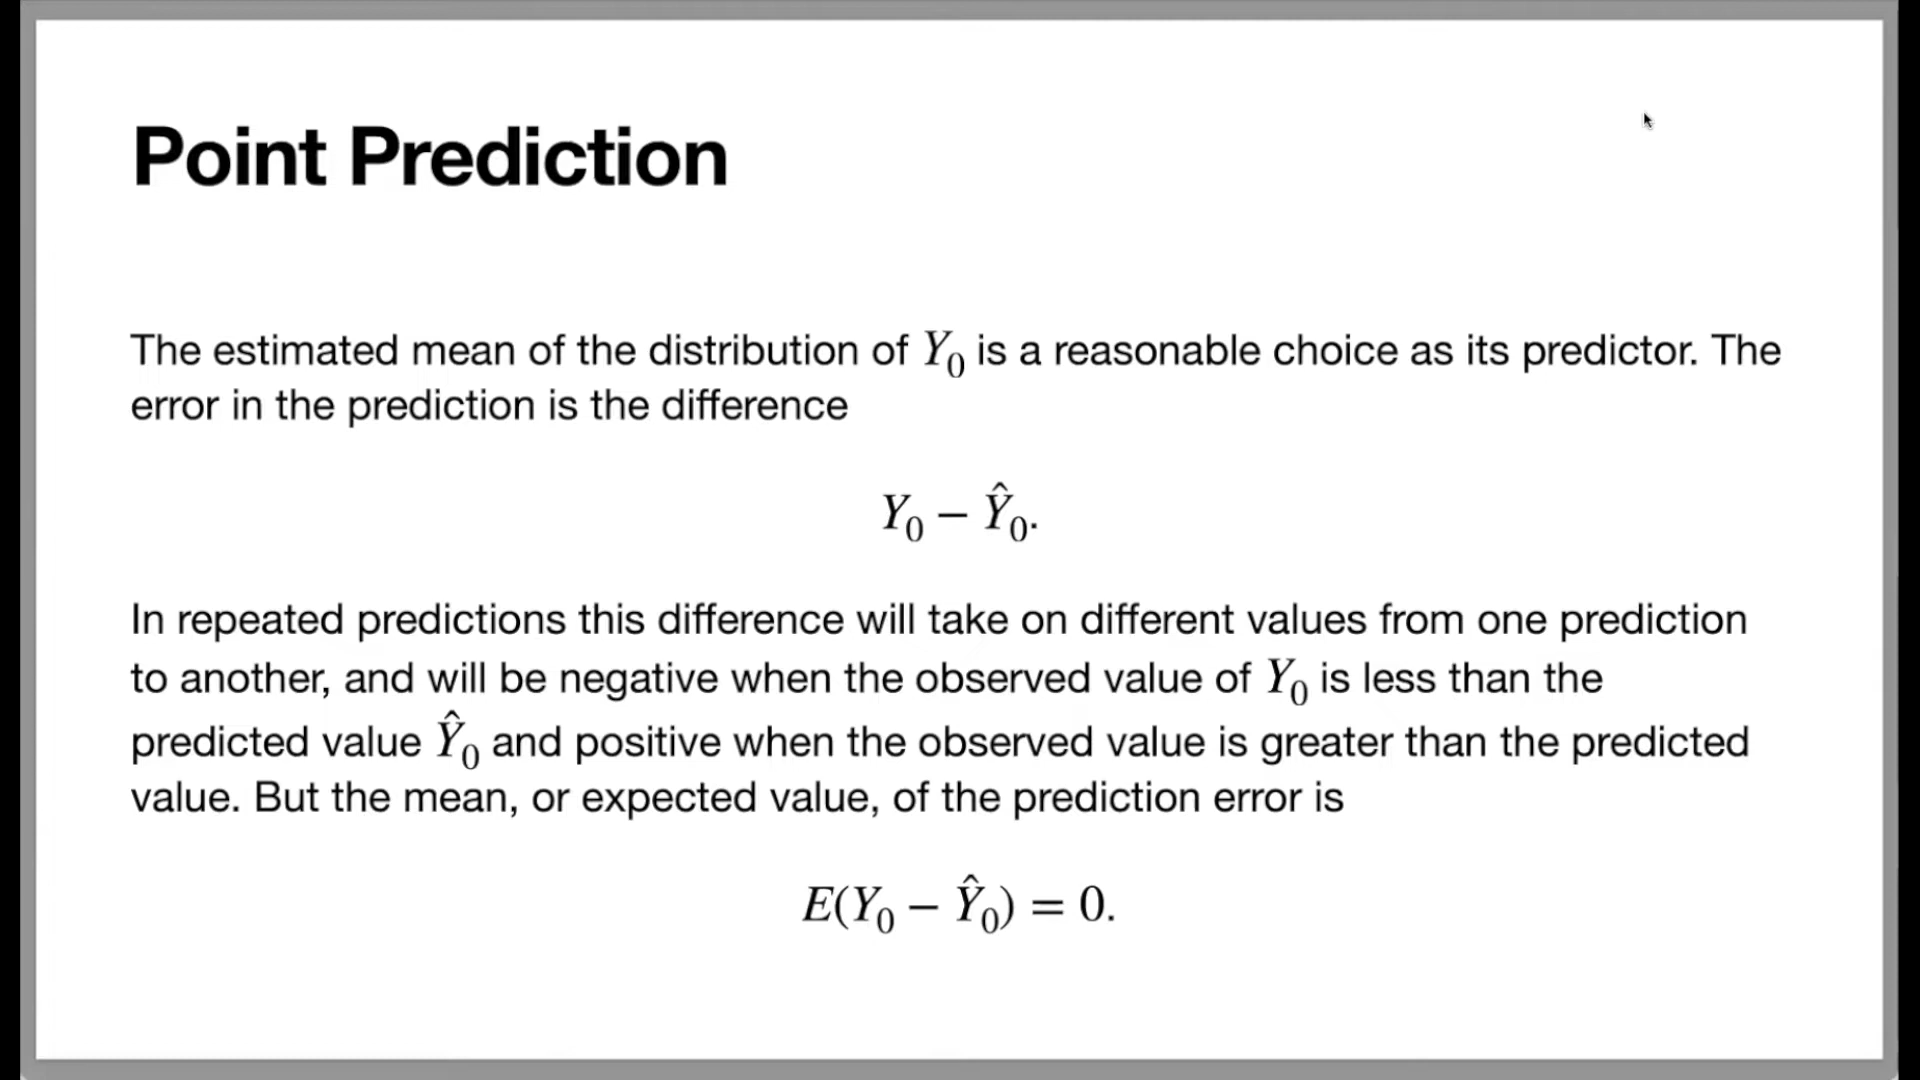 Point Prediction
The estimated mean of the distribution of Y₀ is a reasonable choice as its predictor. The
error in the prediction is the difference
Y₀ − Ŷ₀.
In repeated predictions this difference will take on different values from one prediction
to another, and will be negative when the observed value of Y₀ is less than the
predicted value Ŷ₀ and positive when the observed value is greater than the predicted
value. But the mean, or expected value, of the prediction error is
E(Y₀ − Ŷ₀) = 0.